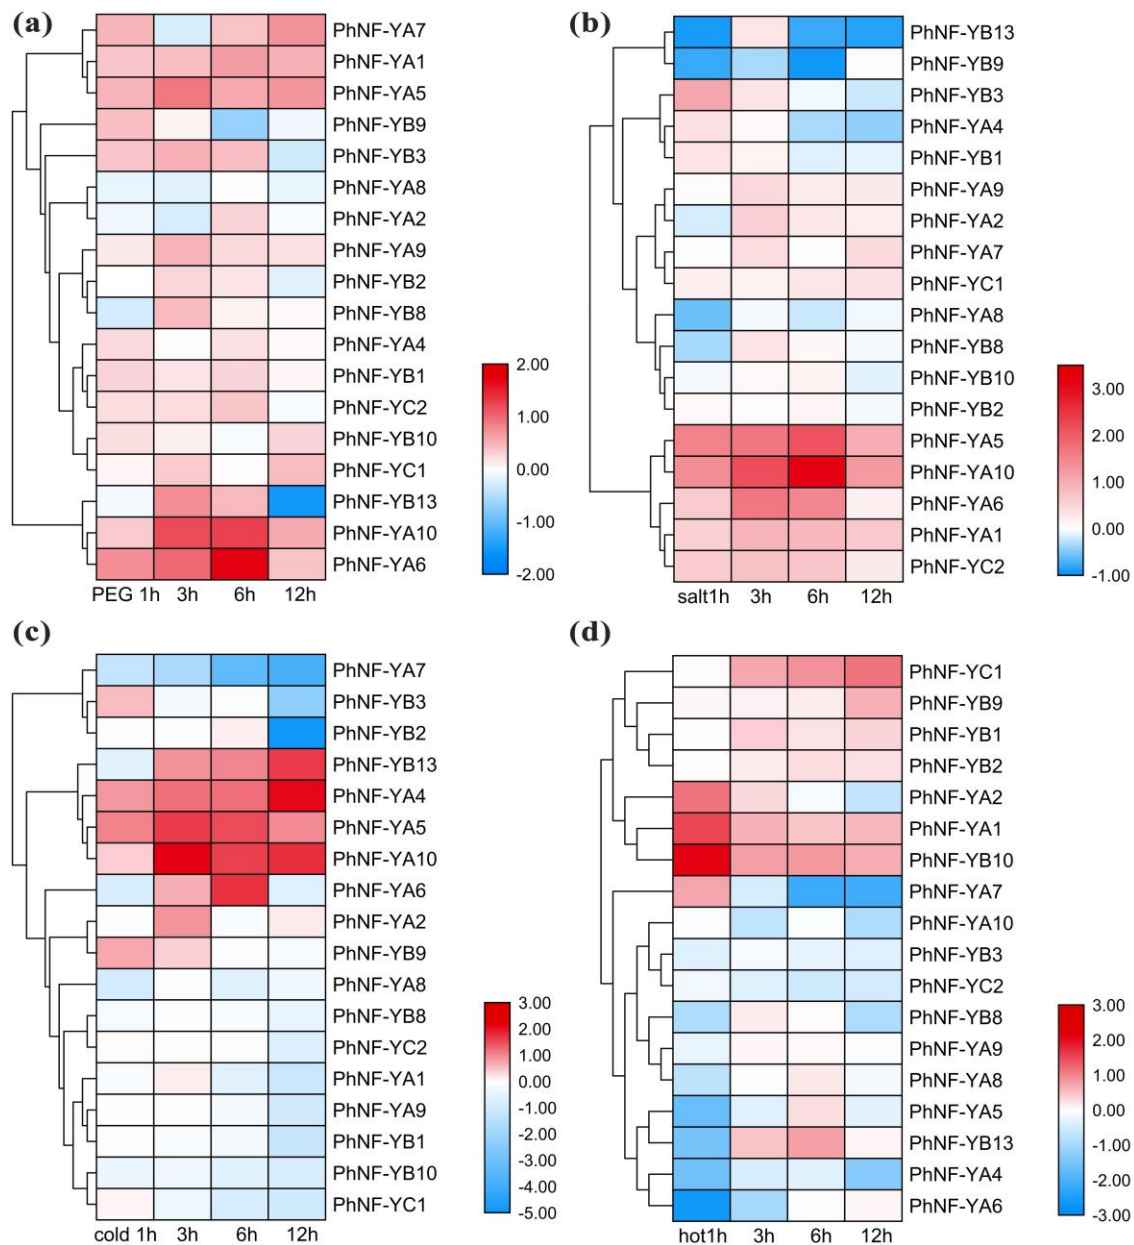 (a)
PhNF-YA7
PhNF-YA1
PhNF-YA5
PhNF-YB9
PhNF-YB3
PhNF-YA8
PhNF-YA2
PhNF-YA9
PhNF-YB2
PhNF-YB8
PhNF-YA4
PhNF-YB1
PhNF-YC2
PhNF-YB10
PhNF-YC1
PhNF-YB13
PhNF-YA10
PhNF-YA6
PEG 1h 3h 6h 12h
2.00
1.00
0.00
-1.00
-2.00
(b)
PhNF-YB13
PhNF-YB9
PhNF-YB3
PhNF-YA4
PhNF-YB1
PhNF-YA9
PhNF-YA2
PhNF-YA7
PhNF-YC1
PhNF-YA8
PhNF-YB8
PhNF-YB10
PhNF-YB2
PhNF-YA5
PhNF-YA10
PhNF-YA6
PhNF-YA1
PhNF-YC2
salt1h 3h 6h 12h
3.00
2.00
1.00
0.00
-1.00
(c)
PhNF-YA7
PhNF-YB3
PhNF-YB2
PhNF-YB13
PhNF-YA4
PhNF-YA5
PhNF-YA10
PhNF-YA6
PhNF-YA2
PhNF-YB9
PhNF-YA8
PhNF-YB8
PhNF-YC2
PhNF-YA1
PhNF-YA9
PhNF-YB1
PhNF-YB10
PhNF-YC1
cold 1h 3h 6h 12h
3.00
2.00
1.00
0.00
-1.00
-2.00
-3.00
-4.00
-5.00
(d)
PhNF-YC1
PhNF-YB9
PhNF-YB1
PhNF-YB2
PhNF-YA2
PhNF-YA1
PhNF-YB10
PhNF-YA7
PhNF-YA10
PhNF-YB3
PhNF-YC2
PhNF-YB8
PhNF-YA9
PhNF-YA8
PhNF-YA5
PhNF-YB13
PhNF-YA4
PhNF-YA6
hot1h 3h 6h 12h
3.00
2.00
1.00
0.00
-1.00
-2.00
-3.00